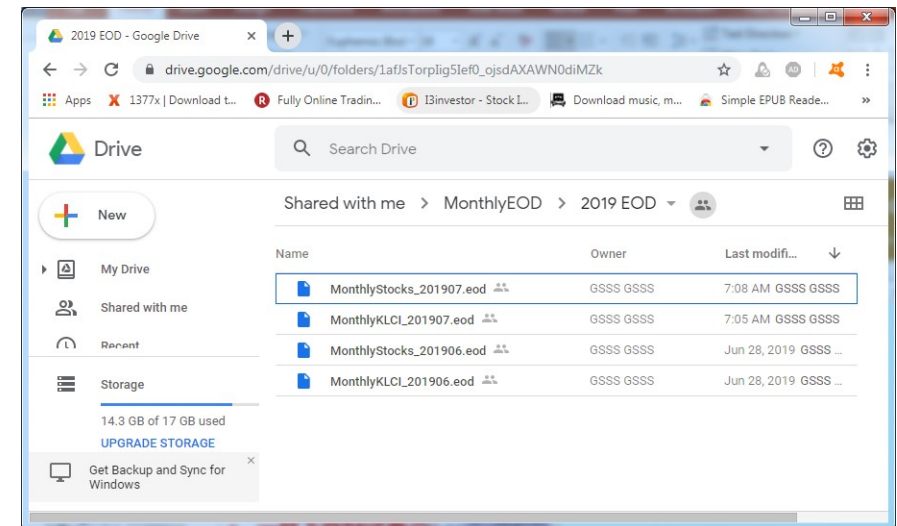 2019 EOD - Google Drive
drive.google.com/drive/u/0/folders/1afJsTorpIig5Ief0_ojsdAXAWN0diMZk
Apps 1377x | Download t... Fully Online Tradin... I3investor - Stock I... Download music, m... Simple EPUB Reade... »
Drive Search Drive
New
Shared with me > MonthlyEOD > 2019 EOD
Name Owner Last modifi...
My Drive
MonthlyStocks_201907.eod GSSS GSSS 7:08 AM GSSS GSSS
Shared with me
MonthlyKLCI_201907.eod GSSS GSSS 7:05 AM GSSS GSSS
Recent
MonthlyStocks_201906.eod GSSS GSSS Jun 28, 2019 GSSS ...
Storage
MonthlyKLCI_201906.eod GSSS GSSS Jun 28, 2019 GSSS ...
14.3 GB of 17 GB used
UPGRADE STORAGE
Get Backup and Sync for
Windows